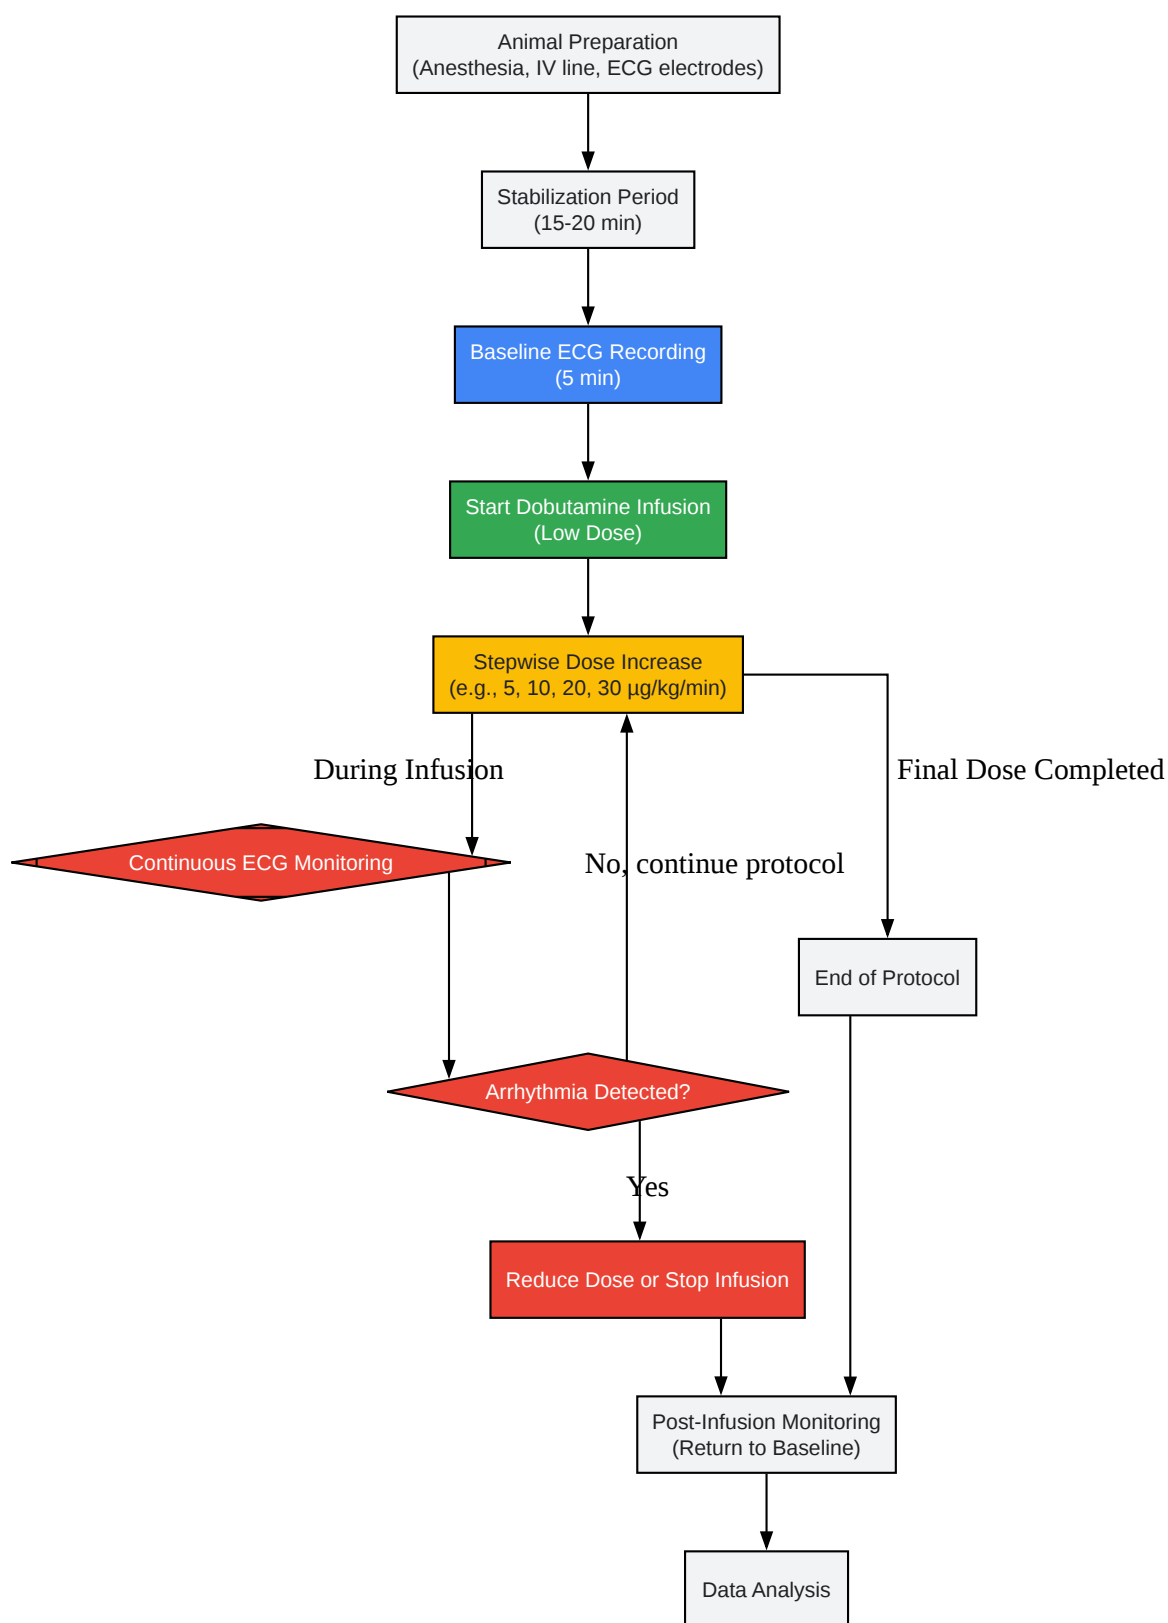 Animal Preparation
(Anesthesia, IV line, ECG electrodes)
Stabilization Period
(15-20 min)
Baseline ECG Recording
(5 min)
Start Dobutamine Infusion
(Low Dose)
Stepwise Dose Increase
(e.g., 5, 10, 20, 30 µg/kg/min)
During Infusion
Final Dose Completed
Continuous ECG Monitoring
No, continue protocol
End of Protocol
Arrhythmia Detected?
Yes
Reduce Dose or Stop Infusion
Post-Infusion Monitoring
(Return to Baseline)
Data Analysis